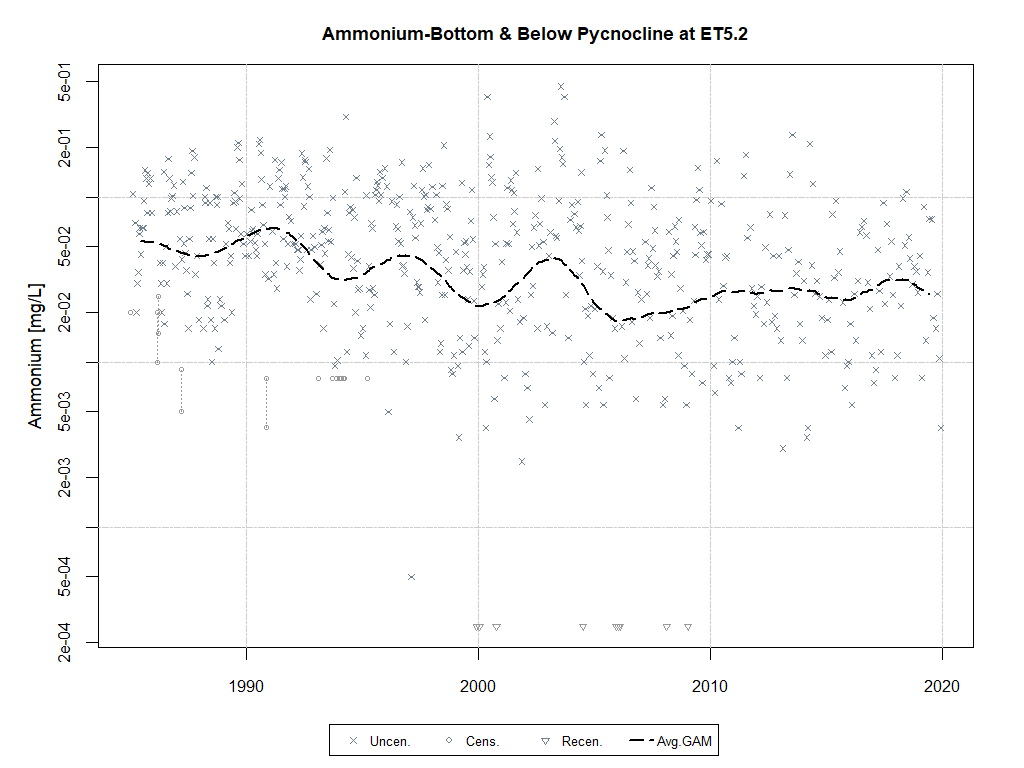 Ammonium-Bottom & Below Pycnocline at ET5.2
Ammonium [mg/L]
5e-01
2e-01
5e-02
2e-02
5e-03
2e-03
5e-04
2e-04
1990 2000 2010 2020
Uncen. Cens. Recen. Avg.GAM